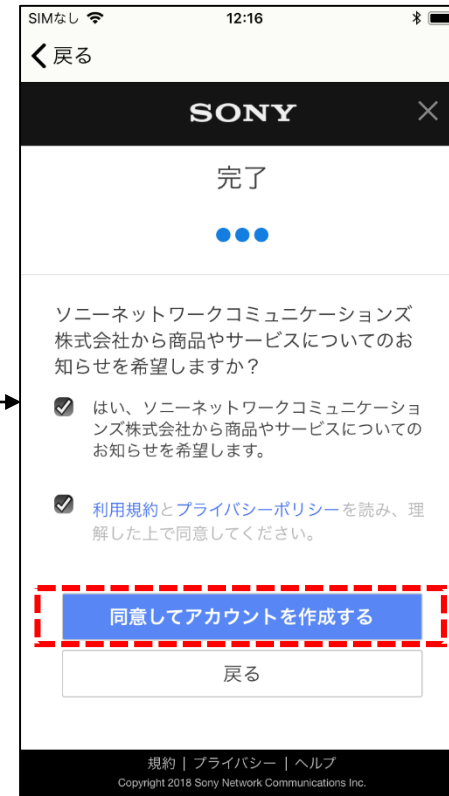 SIMなし 12:16
戻る
SONY
完了
ソニーネットワークコミュニケーションズ
株式会社から商品やサービスについてのお
知らせを希望しますか？
はい、ソニーネットワークコミュニケーショ
ンズ株式会社から商品やサービスについての
お知らせを希望します。
利用規約とプライバシーポリシーを読み、理
解した上で同意してください。
同意してアカウントを作成する
戻る
規約 | プライバシー | ヘルプ
Copyright 2018 Sony Network Communications Inc.